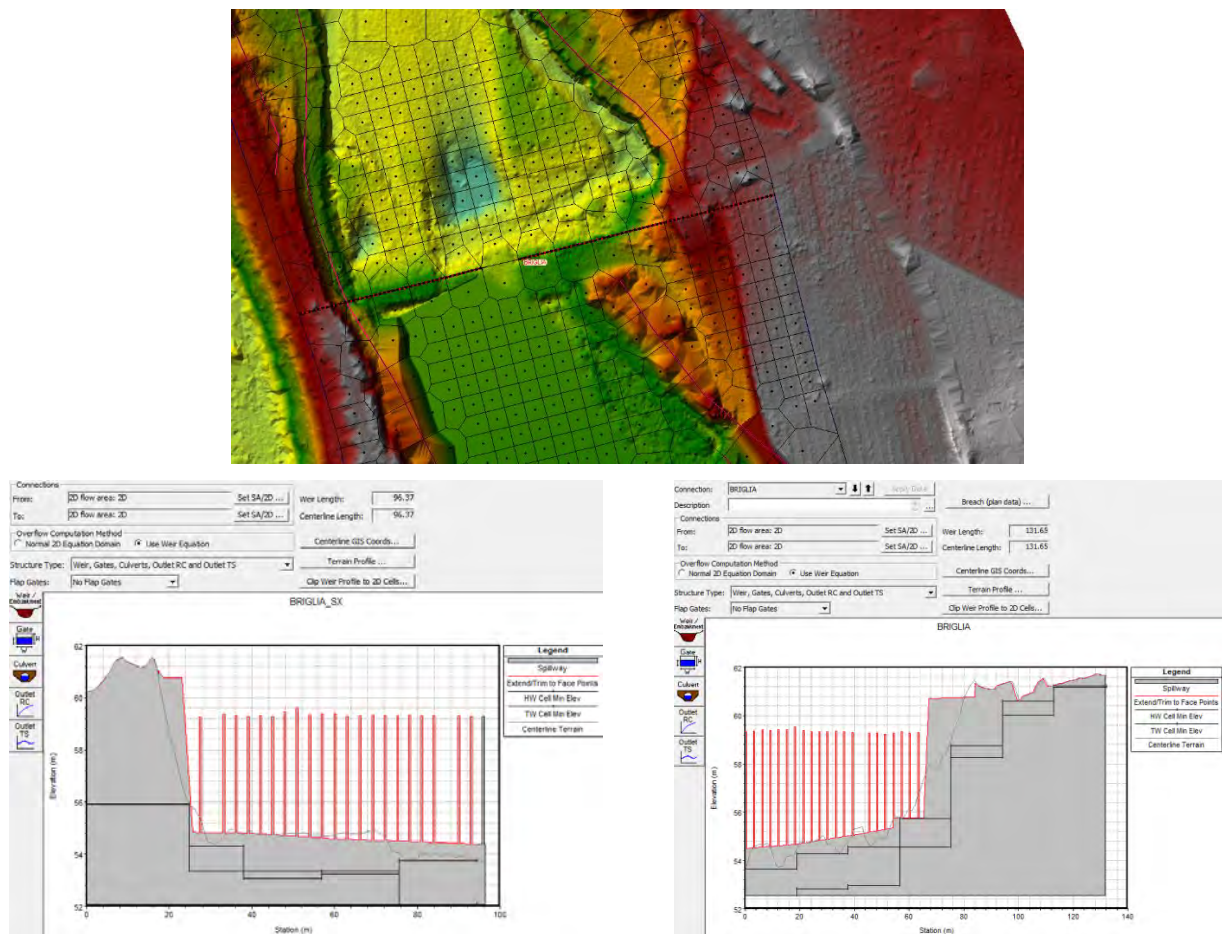 BRIGLIA
Connections
From: 2D flow area: 2D Set SA/2D ... Weir Length: 96.37
To: 2D flow area: 2D Set SA/2D ... Centerline Length: 96.37
Overflow Computation Method
Normal 2D Equation Domain Use Weir Equation Centerline GIS Coords...
Structure Type: Weir, Gates, Culverts, Outlet RC and Outlet TS Terrain Profile ...
Flap Gates: No Flap Gates Clip Weir Profile to 2D Cells...
Weir / Embankment
Gate
Culvert
Outlet RC
Outlet TS
BRIGLIA_SX
Elevation (m)
62
60
58
56
54
52
0 20 40 60 80 100
Station (m)
Legend
Spillway
Extend/Trim to Face Points
HW Cell Min Elev
TW Cell Min Elev
Centerline Terrain
Connection: BRIGLIA Apply Data
Description ... Breach (plan data) ...
Connections
From: 2D flow area: 2D Set SA/2D ... Weir Length: 131.65
To: 2D flow area: 2D Set SA/2D ... Centerline Length: 131.65
Overflow Computation Method
Normal 2D Equation Domain Use Weir Equation Centerline GIS Coords...
Structure Type: Weir, Gates, Culverts, Outlet RC and Outlet TS Terrain Profile ...
Flap Gates: No Flap Gates Clip Weir Profile to 2D Cells...
Weir / Embankment
Gate
Culvert
Outlet RC
Outlet TS
BRIGLIA
Elevation (m)
62
60
58
56
54
52
0 20 40 60 80 100 120 140
Station (m)
Legend
Spillway
Extend/Trim to Face Points
HW Cell Min Elev
TW Cell Min Elev
Centerline Terrain